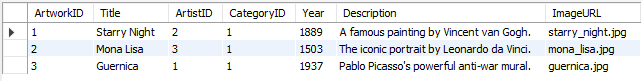 ArtworkID Title ArtistID CategoryID Year Description ImageURL
1 Starry Night 2 1 1889 A famous painting by Vincent van Gogh. starry_night.jpg
2 Mona Lisa 3 1 1503 The iconic portrait by Leonardo da Vinci. mona_lisa.jpg
3 Guernica 1 1 1937 Pablo Picasso's powerful anti-war mural. guernica.jpg